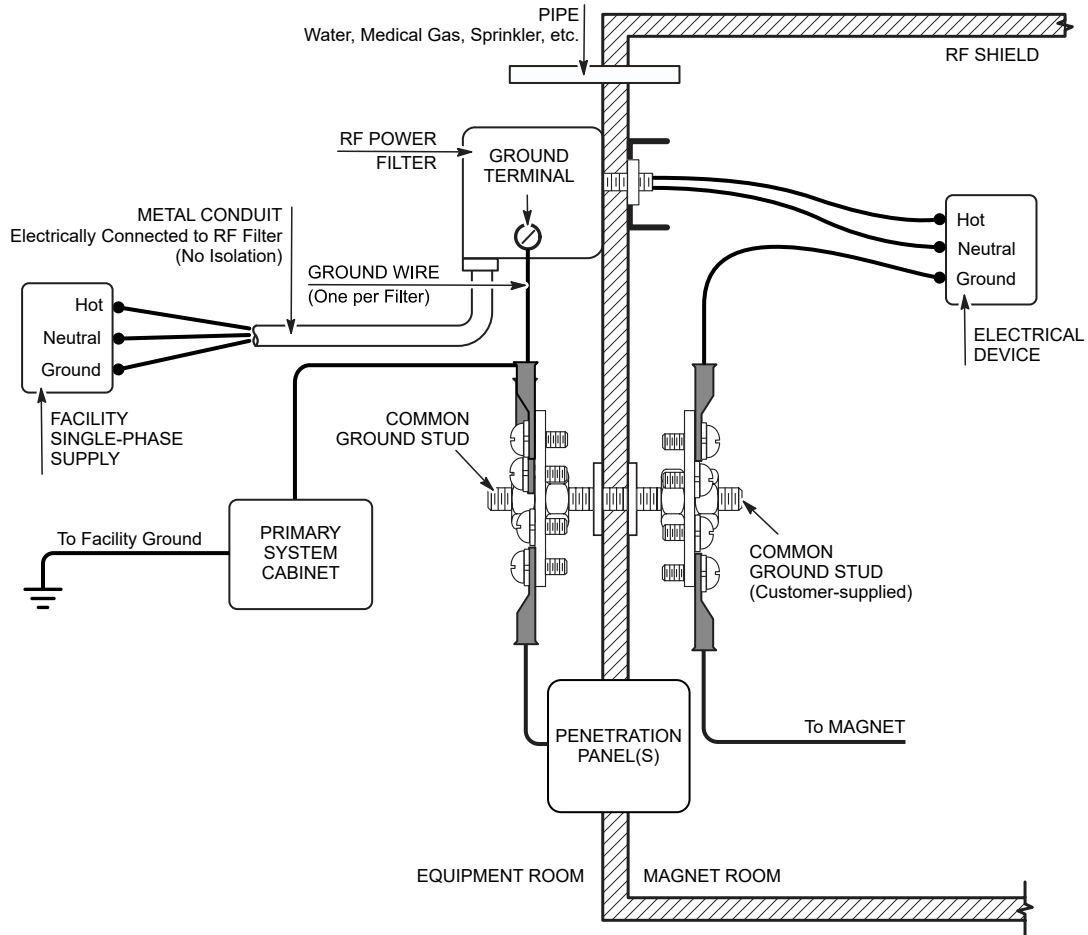 PIPE
Water, Medical Gas, Sprinkler, etc.
RF SHIELD
RF POWER
FILTER
GROUND
TERMINAL
METAL CONDUIT
Electrically Connected to RF Filter
(No Isolation)
GROUND WIRE
(One per Filter)
Hot
Neutral
Ground
FACILITY
SINGLE-PHASE
SUPPLY
Hot
Neutral
Ground
ELECTRICAL
DEVICE
COMMON
GROUND STUD
To Facility Ground
PRIMARY
SYSTEM
CABINET
COMMON
GROUND STUD
(Customer-supplied)
PENETRATION
PANEL(S)
To MAGNET
EQUIPMENT ROOM
MAGNET ROOM